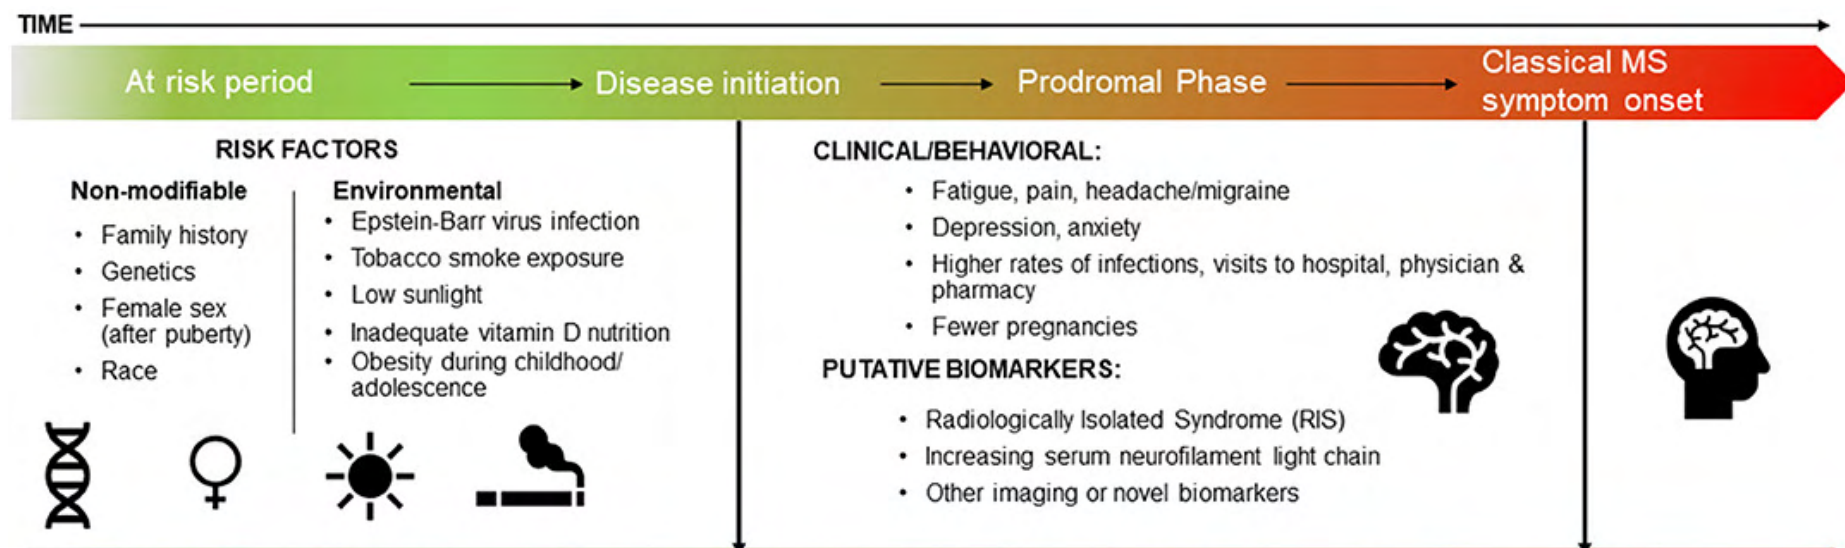 TIME
At risk period
Disease initiation
Prodromal Phase
Classical MS
symptom onset
RISK FACTORS
Non-modifiable
• Family history
• Genetics
• Female sex
(after puberty)
• Race
Environmental
• Epstein-Barr virus infection
• Tobacco smoke exposure
• Low sunlight
• Inadequate vitamin D nutrition
• Obesity during childhood/
adolescence
CLINICAL/BEHAVIORAL:
• Fatigue, pain, headache/migraine
• Depression, anxiety
• Higher rates of infections, visits to hospital, physician &
pharmacy
• Fewer pregnancies
PUTATIVE BIOMARKERS:
• Radiologically Isolated Syndrome (RIS)
• Increasing serum neurofilament light chain
• Other imaging or novel biomarkers